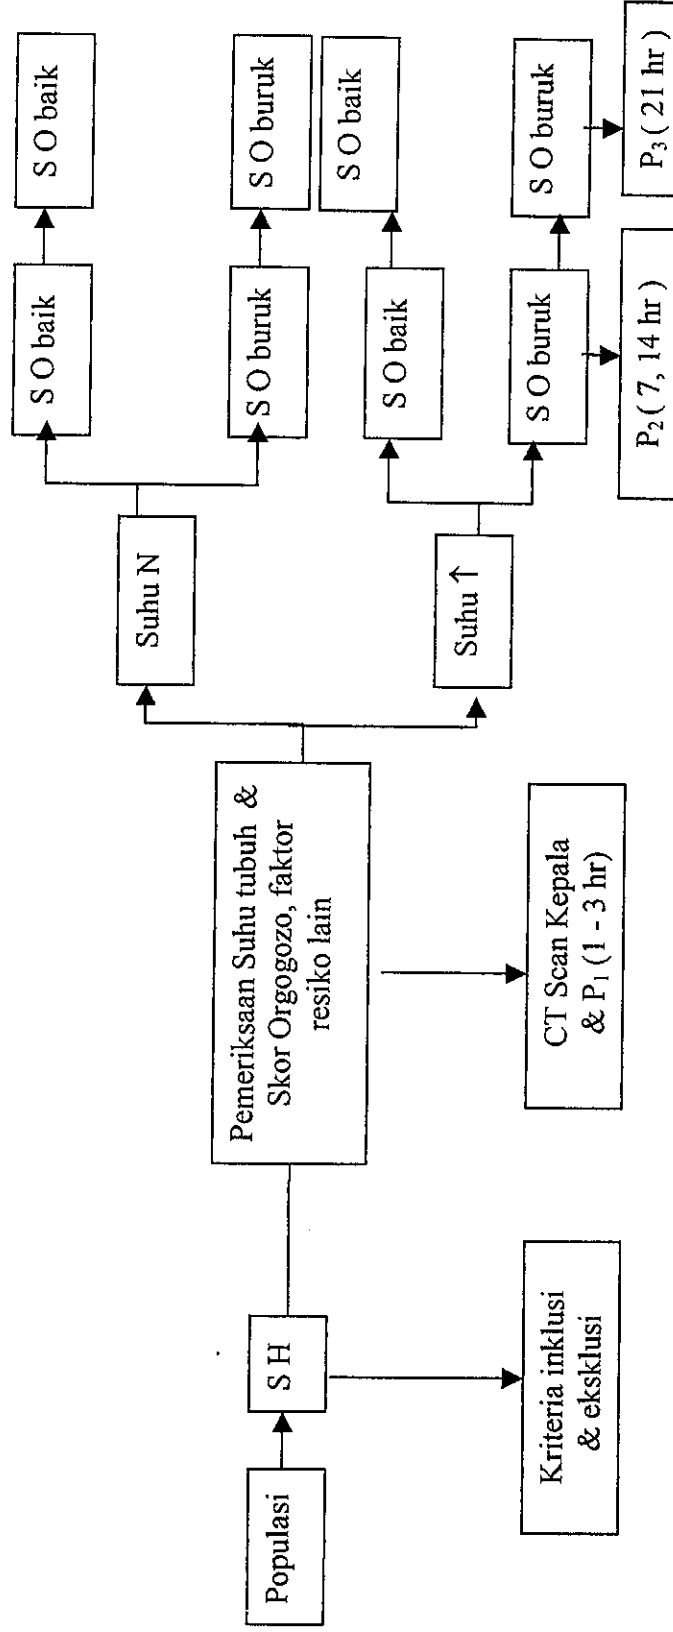 Populasi
S H
Kriteria inklusi
& eksklusi
Pemeriksaan Suhu tubuh &
Skor Orgogozo, faktor
resiko lain
CT Scan Kepala
& P₁ (1 - 3 hr)
Suhu N
Suhu ↑
S O baik
S O baik
S O buruk
S O buruk
S O baik
S O baik
S O buruk
S O buruk
P₂ ( 7, 14 hr )
P₃ ( 21 hr )